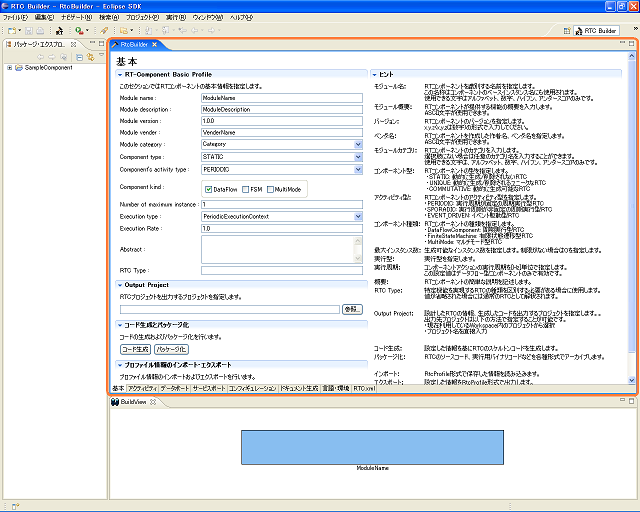 RTC Builder - RtcBuilder - Eclipse SDK
ファイル(F) 編集(E) ナビゲート(N) 検索(A) プロジェクト(P) 実行(R) ウィンドウ(W) ヘルプ(H)
RTC Builder
パッケージ・エクスプロ
SampleComponent
RtcBuilder
基本
RT-Component Basic Profile
このセクションではRTコンポーネントの基本情報を指定します。
Module name :
ModuleName
Module description :
ModuleDescription
Module version :
1.0.0
Module vender :
VenderName
Module category :
Category
Component type :
STATIC
Component's activity type :
PERIODIC
Component kind :
DataFlow FSM MultiMode
Number of maximum instance :
1
Execution type :
PeriodicExecutionContext
Execution Rate :
1.0
Abstract :
RTC Type :
Output Project
RTCプロジェクトを出力するプロジェクトを指定します。
参照...
コード生成とパッケージ化
コードの生成およびパッケージ化を行います。
コード生成 パッケージ化
プロファイル情報のインポート・エクスポート
プロファイル情報のインポートおよびエクスポートを行います。
ヒント
モジュール名: RTコンポーネントを識別する名前を指定します。
この名称はコンポーネントのベースインスタンス名にも使用されます。
使用できる文字はアルファベット、数字、ハイフン、アンダースコアのみです。
モジュール概要: RTコンポーネントが提供する機能の概要を入力します。
ASCII文字が使用できます。
バージョン: RTコンポーネントのバージョンを指定します。
x.y.z(x,y,zは数字)の形式で入力してください。
ベンダ名: RTコンポーネントを作成した作者名、ベンダ名を指定します。
ASCII文字が使用できます。
モジュールカテゴリ: RTコンポーネントのカテゴリを入力します。
選択肢にない場合は任意のカテゴリ名を入力することができます。
使用できる文字は、アルファベット、数字、ハイフン、アンダースコアのみです。
コンポーネント型: RTコンポーネントの型を指定します。
・STATIC: 動的に生成/削除されないRTC
・UNIQUE: 動的に生成/削除されるユニークなRTC
・COMMUTATIVE: 動的に生成可能なRTC
アクティビティ型: RTコンポーネントのアクティビティ型を指定します。
・PERIODIC: 実行周期が固定の周期実行型RTC
・SPORADIC: 実行周期が不定の周期実行型RTC
・EVENT_DRIVEN: イベント駆動型RTC
コンポーネント種類: RTコンポーネントの種類を指定します。
・DataFlowComponent: 周期実行型RTC
・FiniteStateMachine: 有限状態遷移型RTC
・MultiMode: マルチモード型RTC
最大インスタンス数: 生成可能なインスタンス数を指定します。制限がない場合は0を指定します。
実行型: 実行型を指定します。
実行周期: コンポーネントアクションの実行周期を[Hz]単位で指定します。
この設定値はデータフロー型コンポーネントのみで有効です。
概要: RTコンポーネントの簡単な説明を記述します。
RTC Type: 特定機能を実現するRTCの種類を区別する必要がある場合に使用します。
値が省略された場合には通常のRTCとして解釈されます。
Output Project: 設計したRTCの情報、生成したコードを出力するプロジェクトを指定します。
出力先プロジェクトは以下の方法で指定することが可能です。
・現在利用しているWorkspace内のプロジェクトから選択
・プロジェクト名を直接入力
コード生成: 設定した情報を基にRTCのスケルトンコードを生成します。
パッケージ化: RTCのソースコード、実行用バイナリコードなどを各種形式でアーカイブします。
インポート: RtcProfile形式で保存した情報を読み込みます。
エクスポート: 設定した情報をRtcProfile形式で出力します。
基本 アクティビティ データポート サービスポート コンフィギュレーション ドキュメント生成 言語・環境 RTC.xml
BuildView
ModuleName